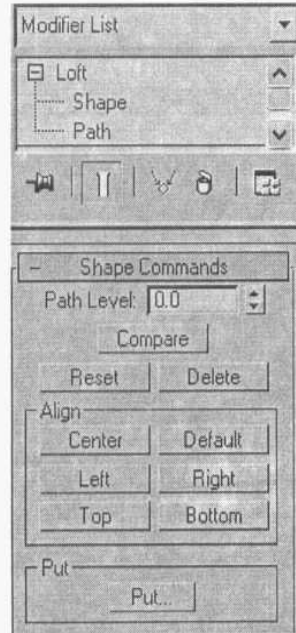 Modifier List
Loft
Shape
Path
Shape Commands
Path Level: 0.0
Compare
Reset Delete
Align
Center Default
Left Right
Top Bottom
Put
Put...